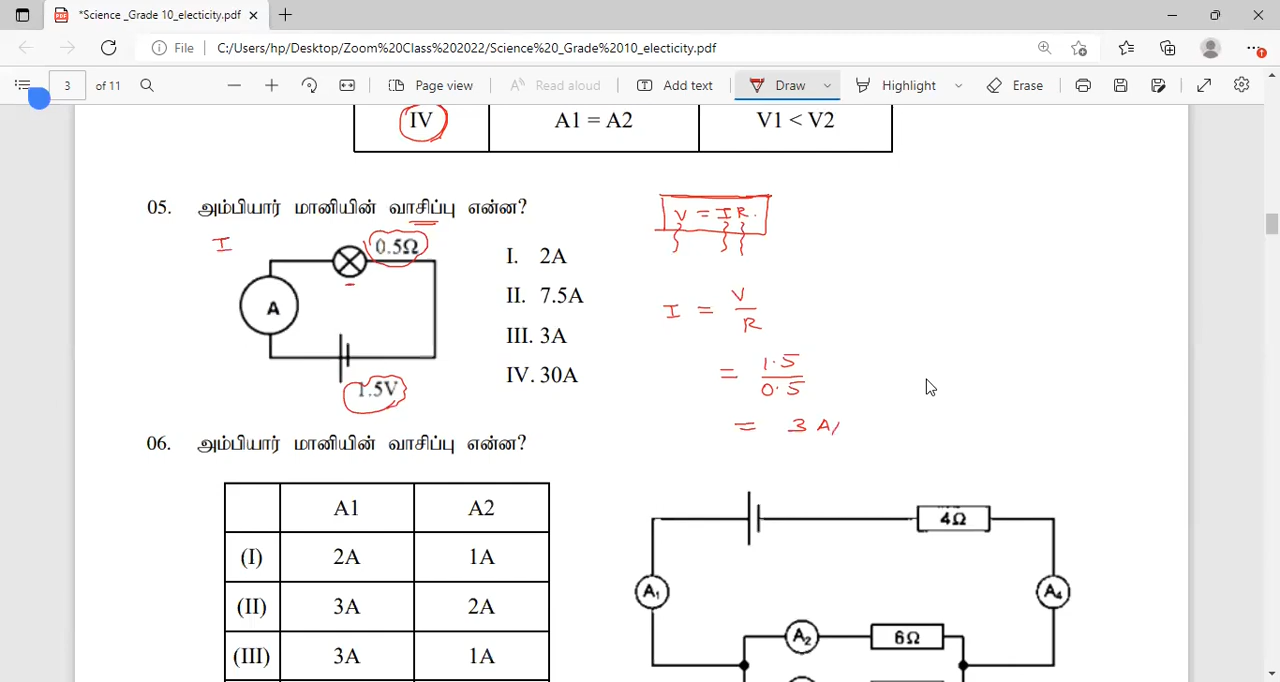 *Science _Grade 10_electicity.pdf
File C:/Users/hp/Desktop/Zoom%20Class%202022/Science%20_Grade%2010_electicity.pdf
3 of 11 Page view Read aloud Add text Draw Highlight Erase
IV A1 = A2 V1 < V2
05. அம்பியார் மானியின் வாசிப்பு என்ன?
V = I R.
I
0.5Ω
A
1.5V
I. 2A
II. 7.5A
III. 3A
IV. 30A
I = V
R
= 1.5
0.5
= 3 A
06. அம்பியார் மானியின் வாசிப்பு என்ன?
A1 A2
(I) 2A 1A
(II) 3A 2A
(III) 3A 1A
4Ω
A1 A4
A2 6Ω